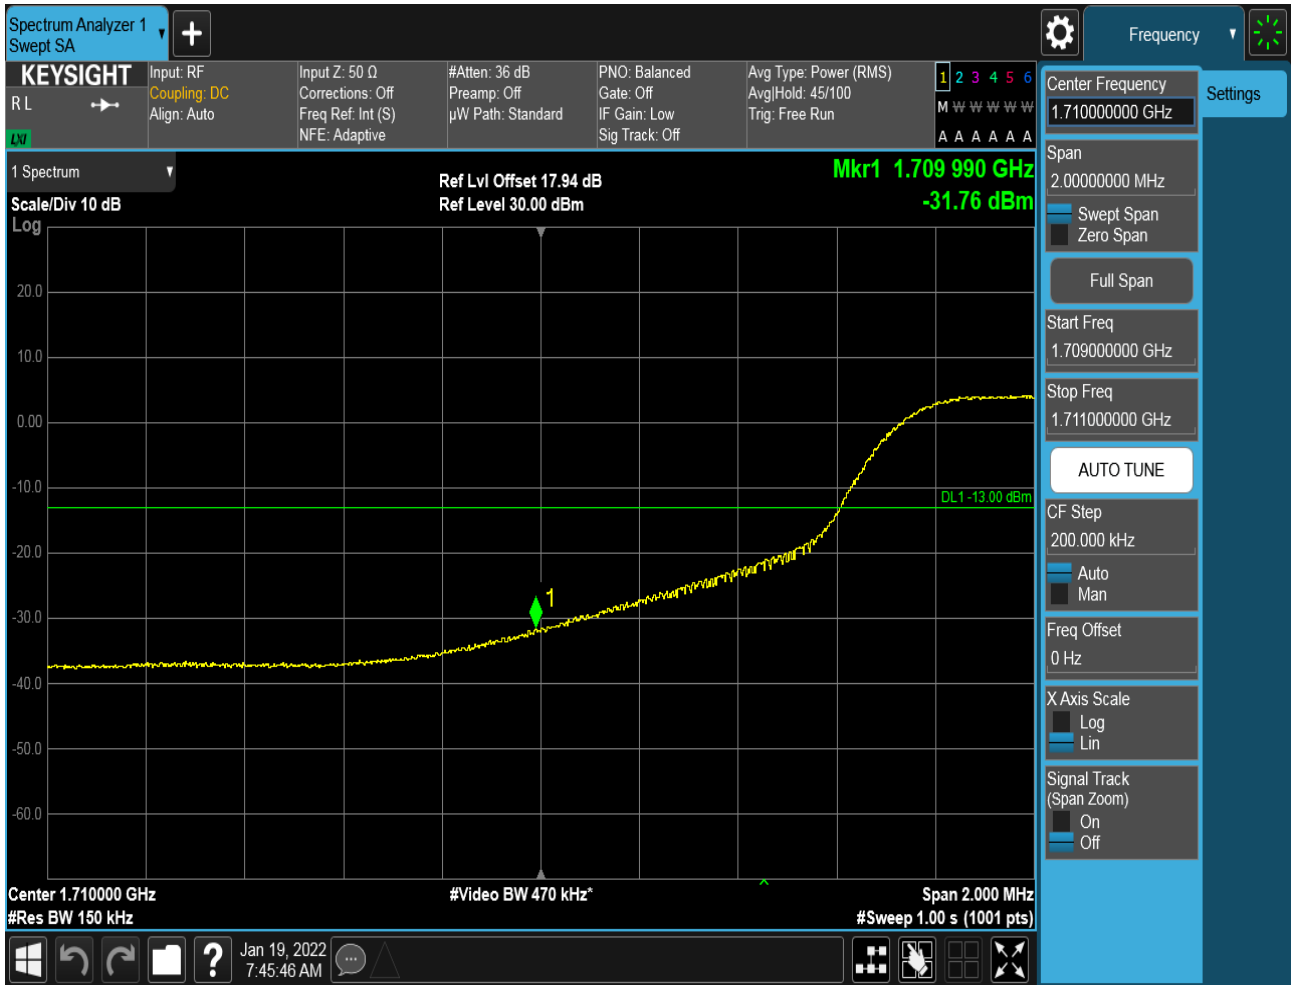 Spectrum Analyzer 1
Swept SA
Frequency
KEYSIGHT
R L
LXI
Input: RF
Coupling: DC
Align: Auto
Input Z: 50 Ω
Corrections: Off
Freq Ref: Int (S)
NFE: Adaptive
#Atten: 36 dB
Preamp: Off
µW Path: Standard
PNO: Balanced
Gate: Off
IF Gain: Low
Sig Track: Off
Avg Type: Power (RMS)
Avg|Hold: 45/100
Trig: Free Run
1 2 3 4 5 6
M W W W W W
A A A A A A
1 Spectrum
Scale/Div 10 dB
Log
Ref Lvl Offset 17.94 dB
Ref Level 30.00 dBm
Mkr1 1.709 990 GHz
-31.76 dBm
20.0
10.0
0.00
-10.0
-20.0
-30.0
-40.0
-50.0
-60.0
DL1 -13.00 dBm
1
Center 1.710000 GHz
#Res BW 150 kHz
#Video BW 470 kHz*
Span 2.000 MHz
#Sweep 1.00 s (1001 pts)
Jan 19, 2022
7:45:46 AM
Center Frequency
1.710000000 GHz
Settings
Span
2.00000000 MHz
Swept Span
Zero Span
Full Span
Start Freq
1.709000000 GHz
Stop Freq
1.711000000 GHz
AUTO TUNE
CF Step
200.000 kHz
Auto
Man
Freq Offset
0 Hz
X Axis Scale
Log
Lin
Signal Track
(Span Zoom)
On
Off